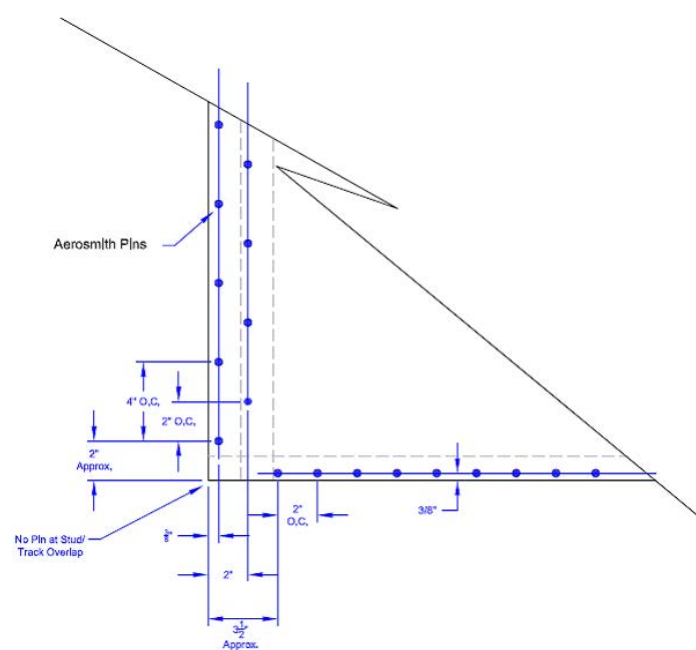 Aerosmith Pins
4" O.C.
2" O.C.
2"
Approx.
No Pin at Stud/
Track Overlap
3/8"
2"
O.C.
3/8"
2"
3 1/2"
Approx.